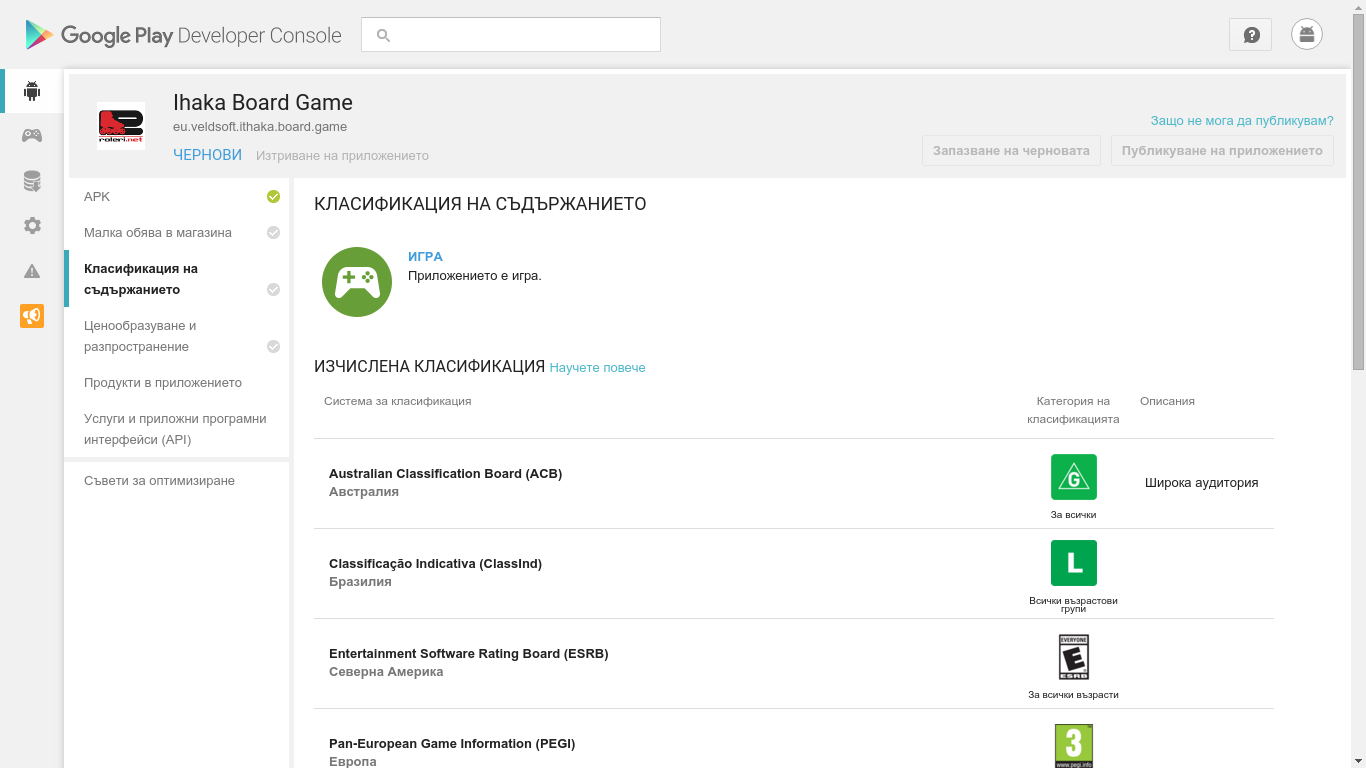 Google Play Developer Console
Ihaka Board Game
eu.veldsoft.ithaka.board.game
ЧЕРНОВИ Изтриване на приложението
Защо не мога да публикувам?
Запазване на черновата Публикуване на приложението
roleri.net
APK
Малка обява в магазина
Класификация на
съдържанието
Ценообразуване и
разпространение
Продукти в приложението
Услуги и приложни програмни
интерфейси (API)
Съвети за оптимизиране
КЛАСИФИКАЦИЯ НА СЪДЪРЖАНИЕТО
ИГРА
Приложението е игра.
ИЗЧИСЛЕНА КЛАСИФИКАЦИЯ Научете повече
Система за класификация
Категория на
класификацията
Описания
Australian Classification Board (ACB)
Австралия
G
За всички
Широка аудитория
Classificação Indicativa (ClassInd)
Бразилия
L
Всички възрастови
групи
Entertainment Software Rating Board (ESRB)
Северна Америка
EVERYONE
E
ESRB
За всички възрасти
Pan-European Game Information (PEGI)
Европа
3
www.pegi.info